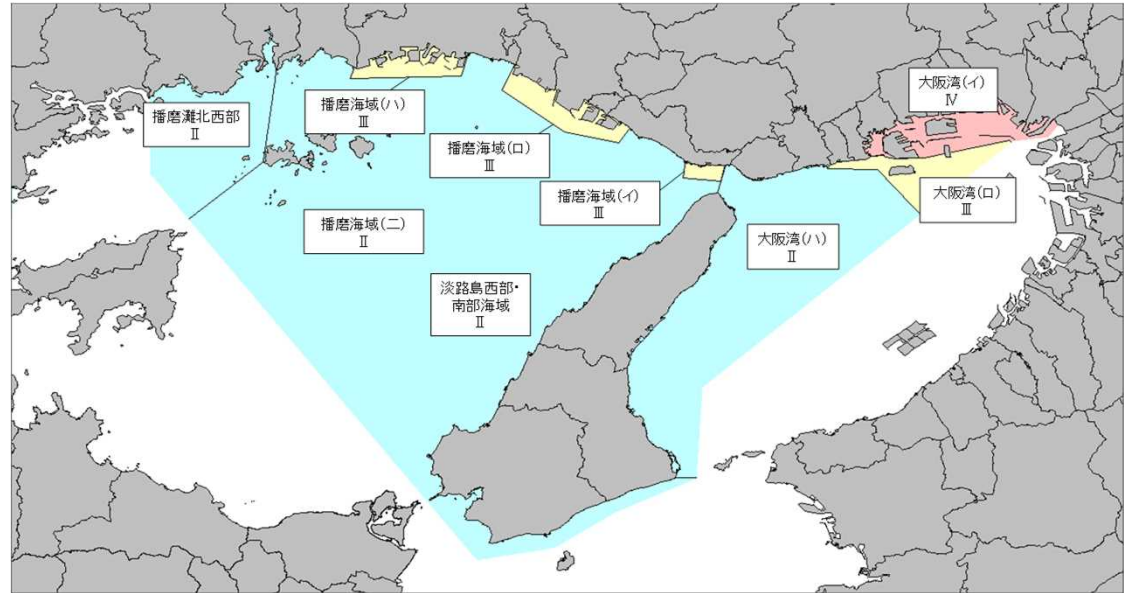 大阪湾(イ)
Ⅳ
播磨海域(ハ)
Ⅲ
播磨灘北西部
Ⅱ
播磨海域(ロ)
Ⅲ
播磨海域(イ)
Ⅲ
大阪湾(ロ)
Ⅲ
播磨海域(二)
Ⅱ
大阪湾(ハ)
Ⅱ
淡路島西部・
南部海域
Ⅱ